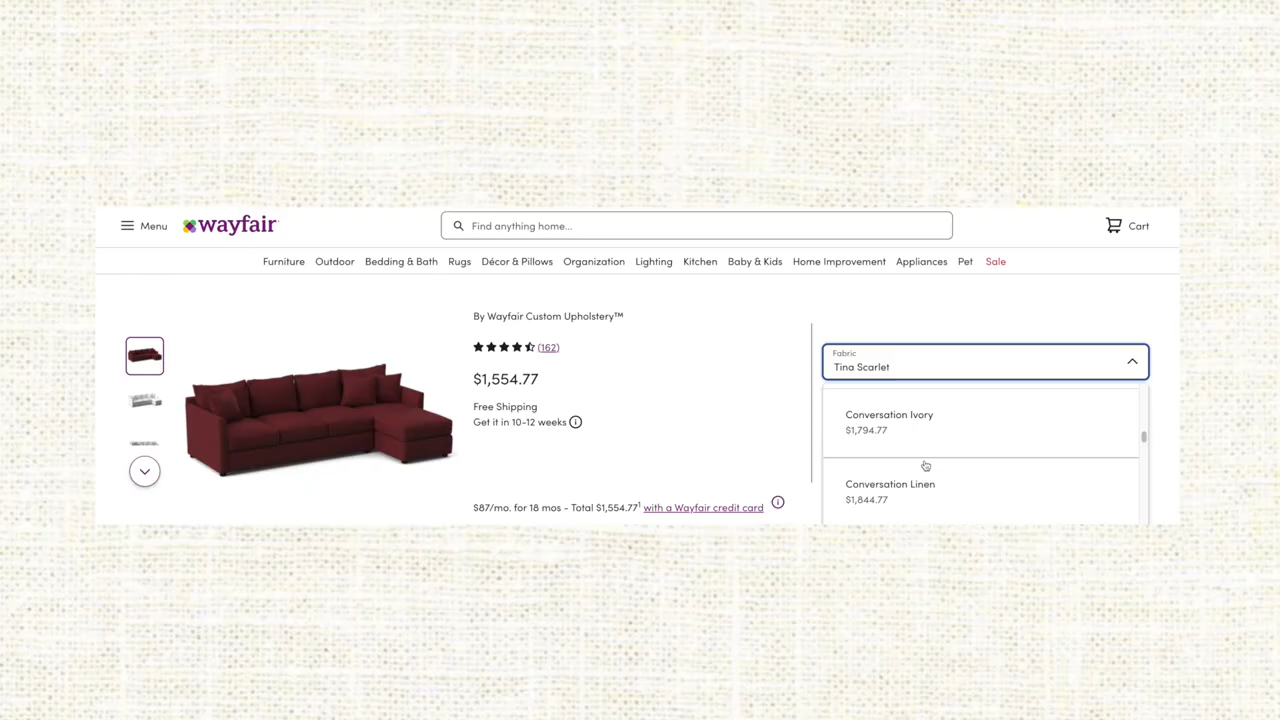 Menu
wayfair
Find anything home...
Cart
Furniture Outdoor Bedding & Bath Rugs Décor & Pillows Organization Lighting Kitchen Baby & Kids Home Improvement Appliances Pet Sale
By Wayfair Custom Upholstery™
(162)
$1,554.77
Free Shipping
Get it in 10-12 weeks
$87/mo. for 18 mos - Total $1,554.77¹ with a Wayfair credit card
Fabric
Tina Scarlet
Conversation Ivory
$1,794.77
Conversation Linen
$1,844.77